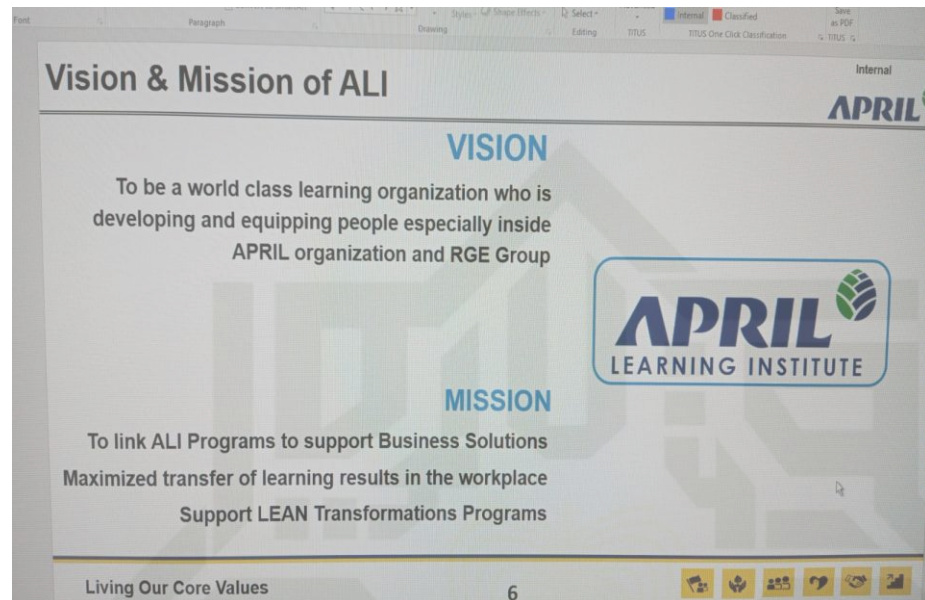 Font
Paragraph
Styles
Shape Effects
Drawing
Select
Editing
TITUS
Internal
Classified
TITUS One Click Classification
Save
as PDF
TITUS
Vision & Mission of ALI
Internal
APRIL
VISION
To be a world class learning organization who is
developing and equipping people especially inside
APRIL organization and RGE Group
APRIL
LEARNING INSTITUTE
MISSION
To link ALI Programs to support Business Solutions
Maximized transfer of learning results in the workplace
Support LEAN Transformations Programs
Living Our Core Values
6